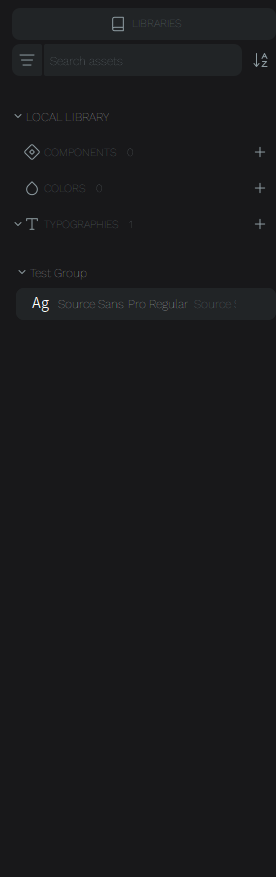 LIBRARIES
Search assets
LOCAL LIBRARY
COMPONENTS 0
COLORS 0
TYPOGRAPHIES 1
Test Group
Ag Source Sans Pro Regular Source